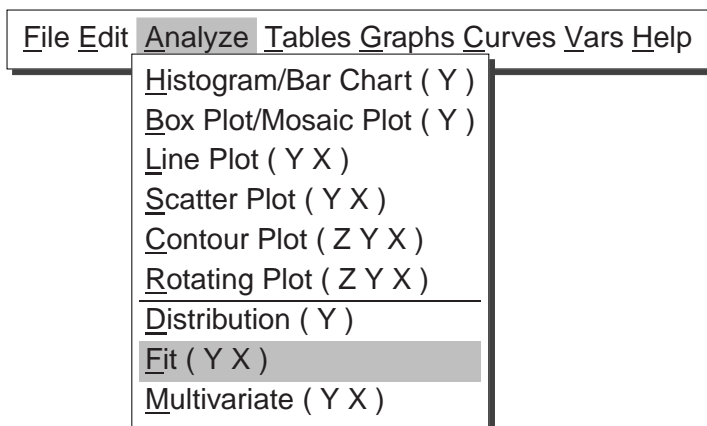 File Edit Analyze Tables Graphs Curves Vars Help
Histogram/Bar Chart ( Y )
Box Plot/Mosaic Plot ( Y )
Line Plot ( Y X )
Scatter Plot ( Y X )
Contour Plot ( Z Y X )
Rotating Plot ( Z Y X )
Distribution ( Y )
Fit ( Y X )
Multivariate ( Y X )